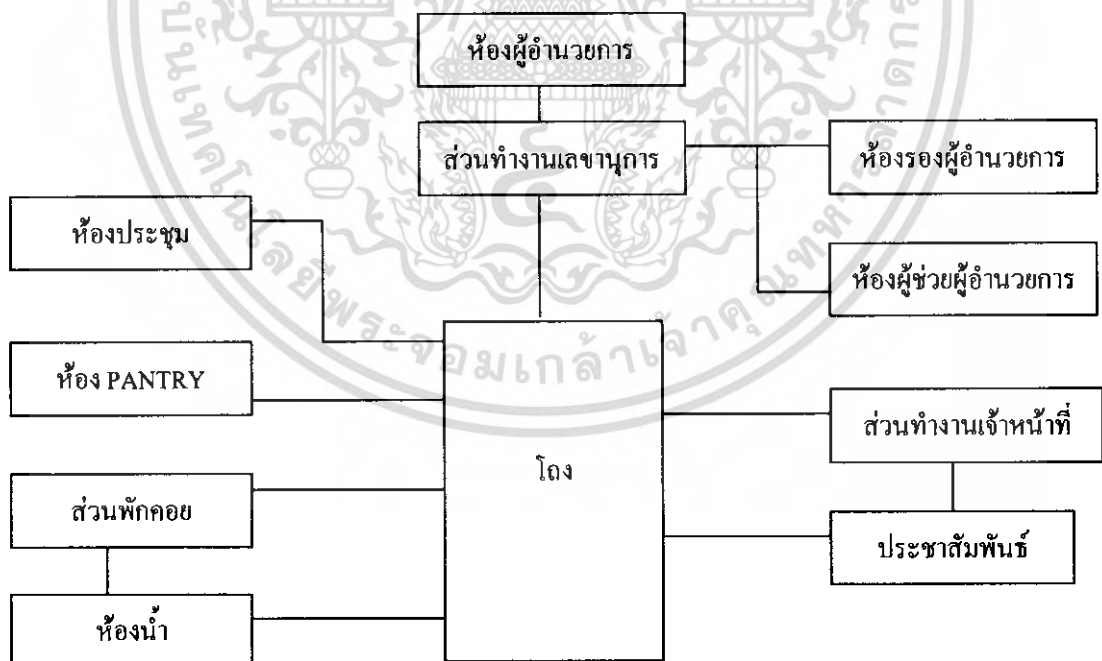 ห้องผู้อำนวยการ
ส่วนทำงานเลขานุการ
ห้องรองผู้อำนวยการ
ห้องประชุม
ห้องผู้ช่วยผู้อำนวยการ
ห้อง PANTRY
ส่วนทำงานเจ้าหน้าที่
โถง
ส่วนพักคอย
ประชาสัมพันธ์
ห้องน้ำ